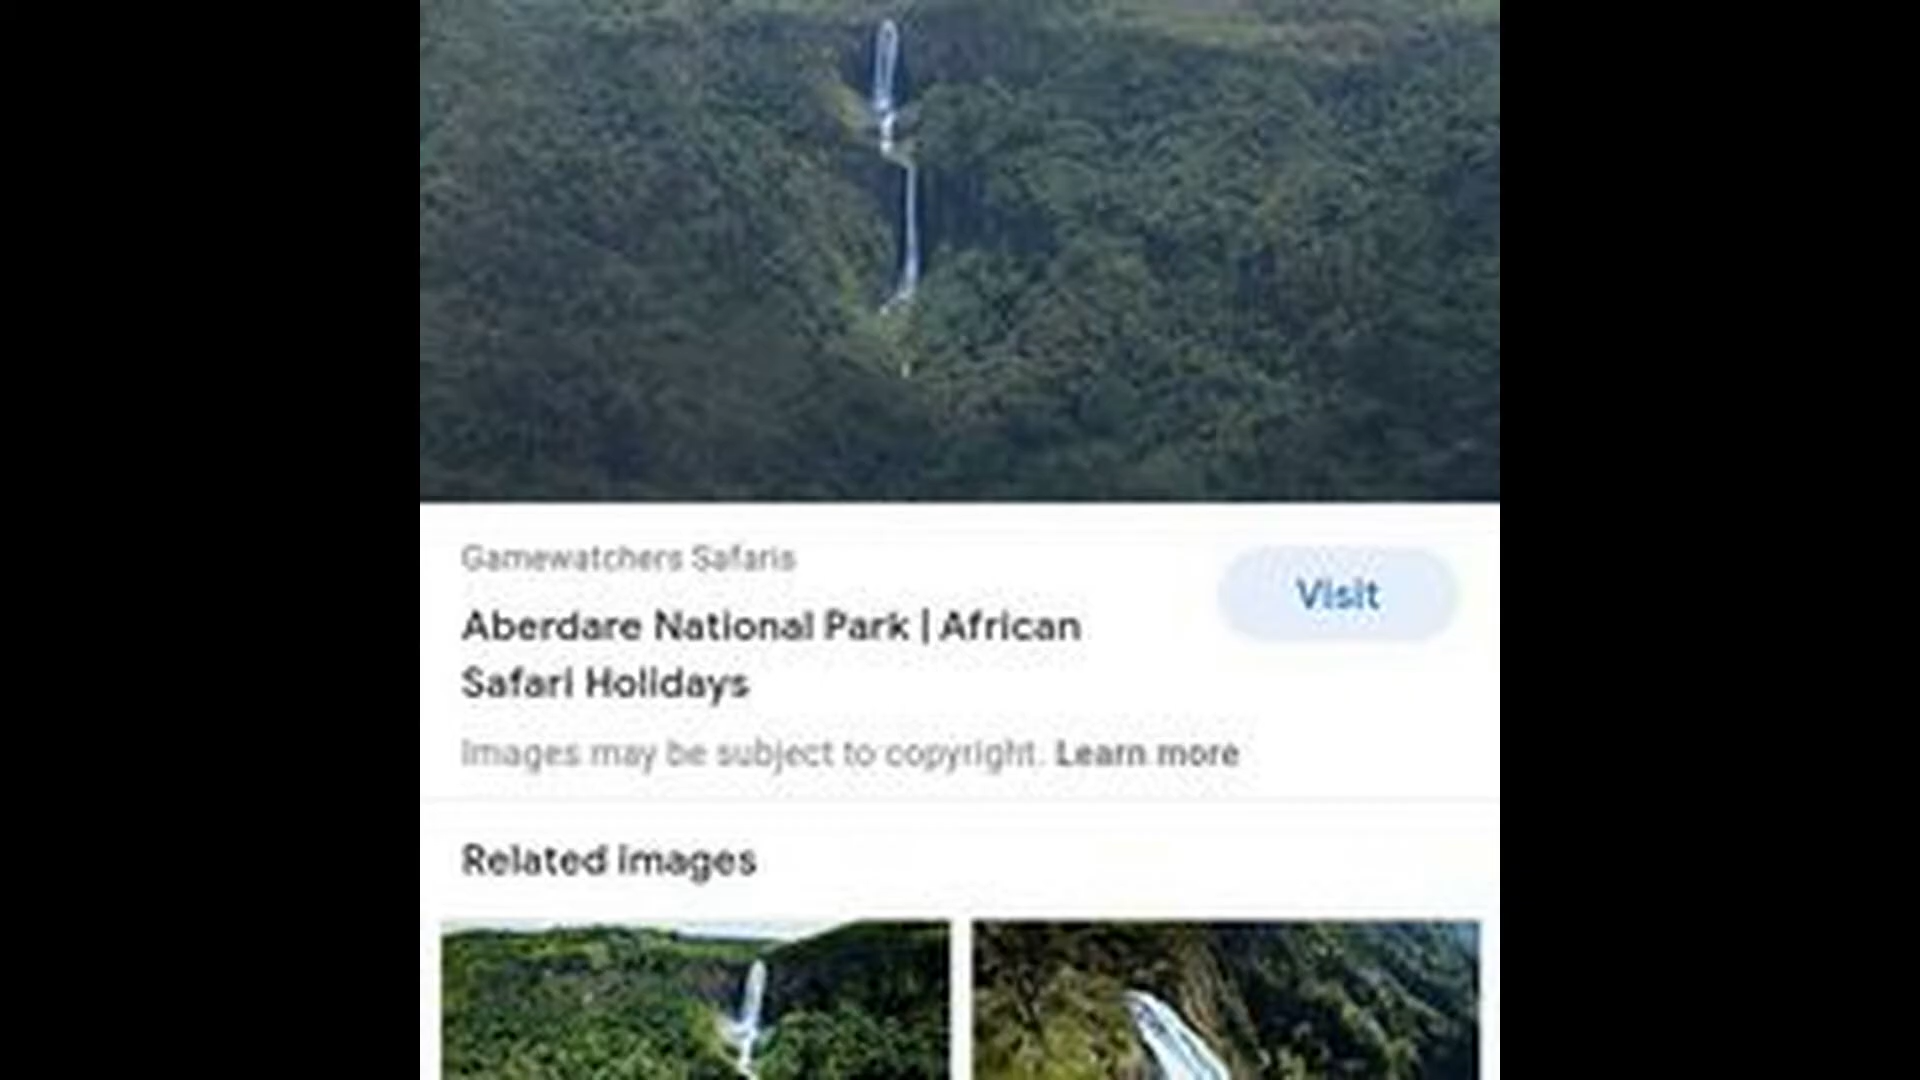 Gamewatchers Safaris
Visit
Aberdare National Park | African
Safari Holidays
Images may be subject to copyright. Learn more
Related images